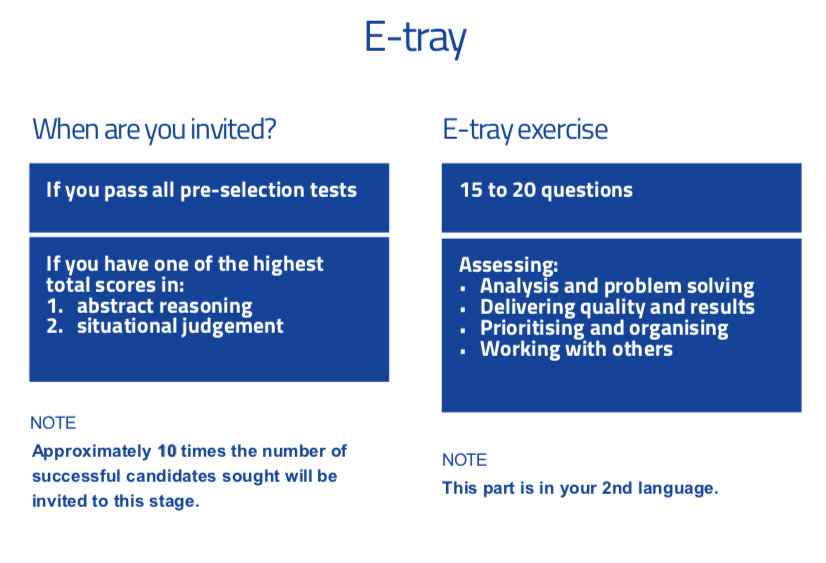 E-tray
When are you invited?
If you pass all pre-selection tests
If you have one of the highest
total scores in:
1. abstract reasoning
2. situational judgement
NOTE
Approximately 10 times the number of
successful candidates sought will be
invited to this stage.
E-tray exercise
15 to 20 questions
Assessing:
▪ Analysis and problem solving
▪ Delivering quality and results
▪ Prioritising and organising
▪ Working with others
NOTE
This part is in your 2nd language.